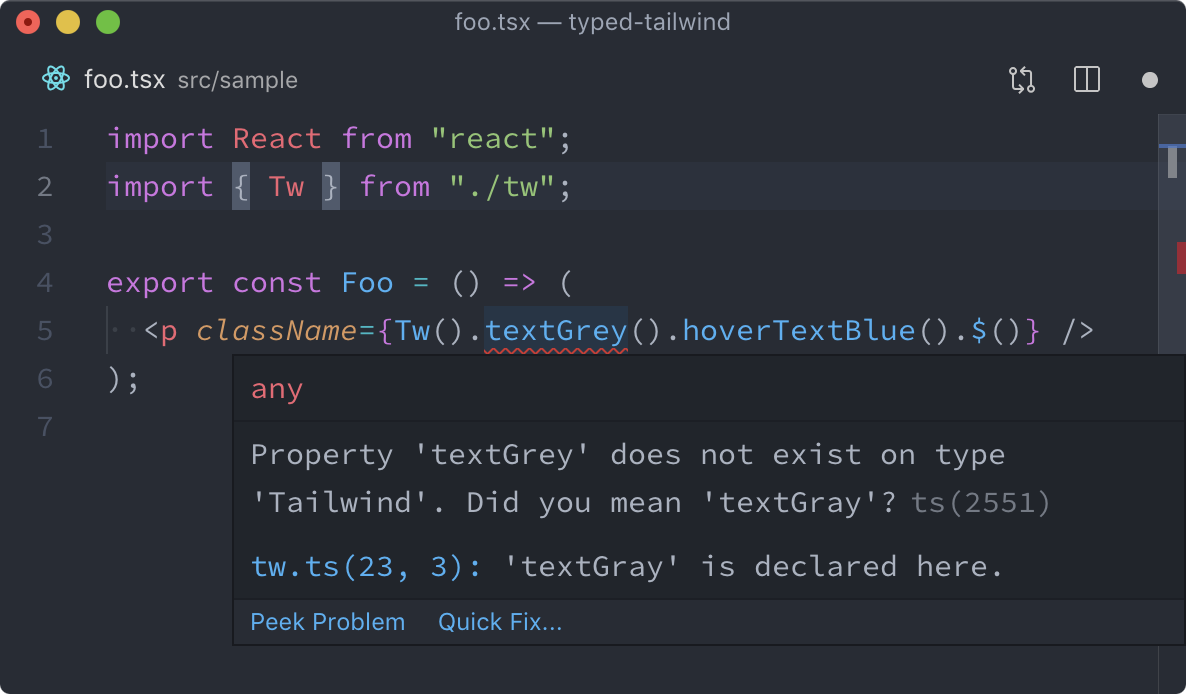 foo.tsx — typed-tailwind
foo.tsx src/sample
1 import React from "react";
2 import { Tw } from "./tw";
3
4 export const Foo = () => (
5 <p className={Tw().textGrey().hoverTextBlue().$()} />
6 );
7
any
Property 'textGrey' does not exist on type
'Tailwind'. Did you mean 'textGray'? ts(2551)
tw.ts(23, 3): 'textGray' is declared here.
Peek Problem Quick Fix...